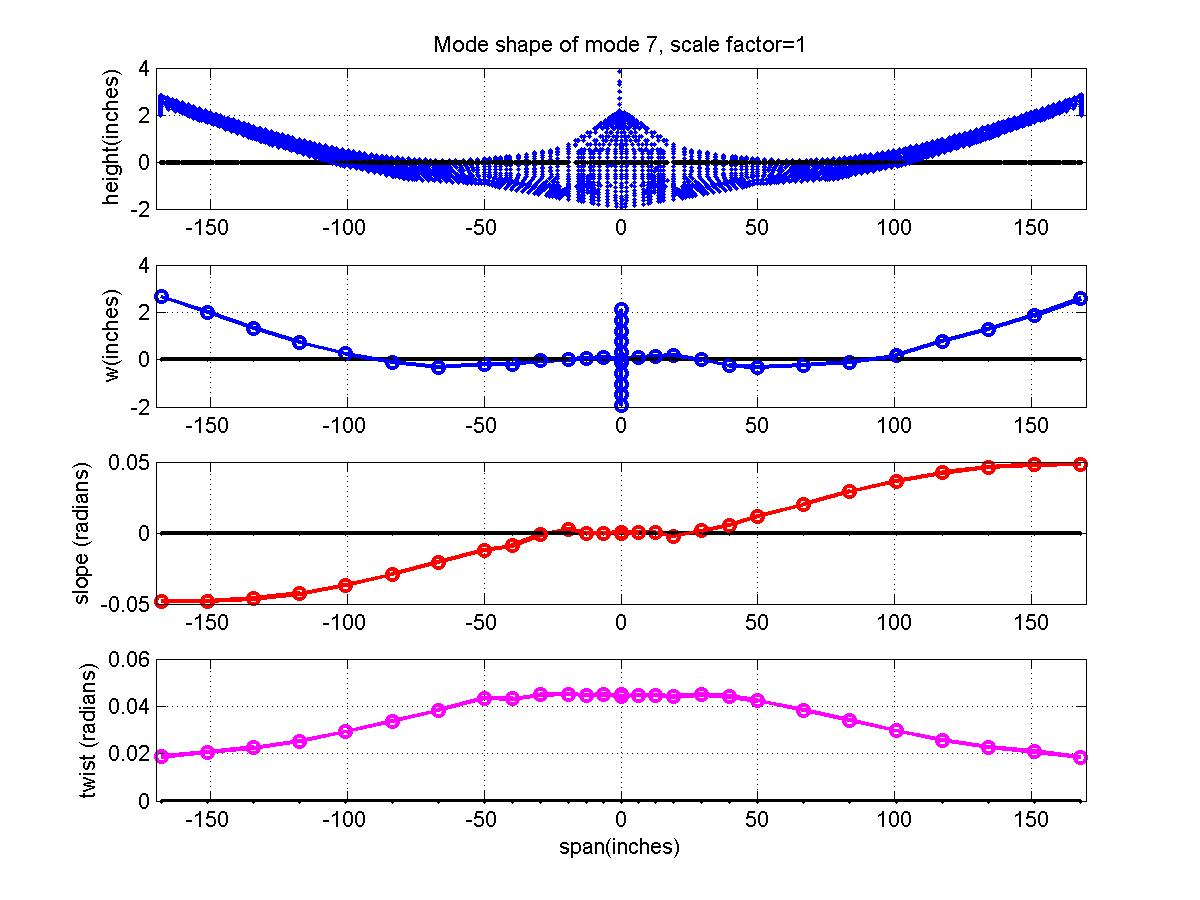 Mode shape of mode 7, scale factor=1
height(inches)
4
2
0
-2
-150 -100 -50 0 50 100 150
w(inches)
4
2
0
-2
-150 -100 -50 0 50 100 150
slope (radians)
0.05
0
-0.05
-150 -100 -50 0 50 100 150
twist (radians)
0.06
0.04
0.02
0
-150 -100 -50 0 50 100 150
span(inches)